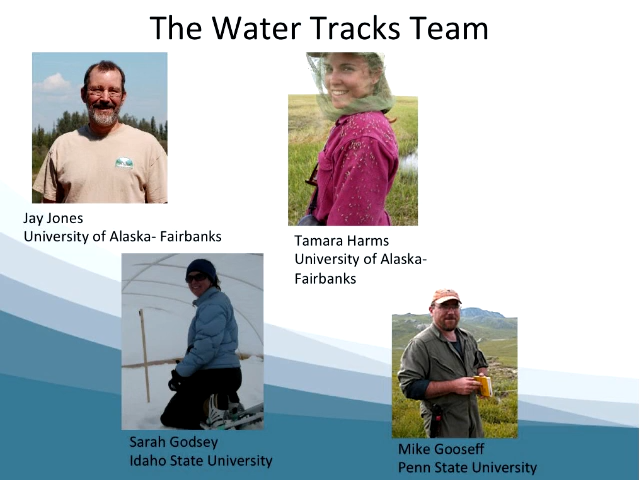 The Water Tracks Team
Jay Jones
University of Alaska- Fairbanks
Tamara Harms
University of Alaska-
Fairbanks
Sarah Godsey
Idaho State University
Mike Gooseff
Penn State University